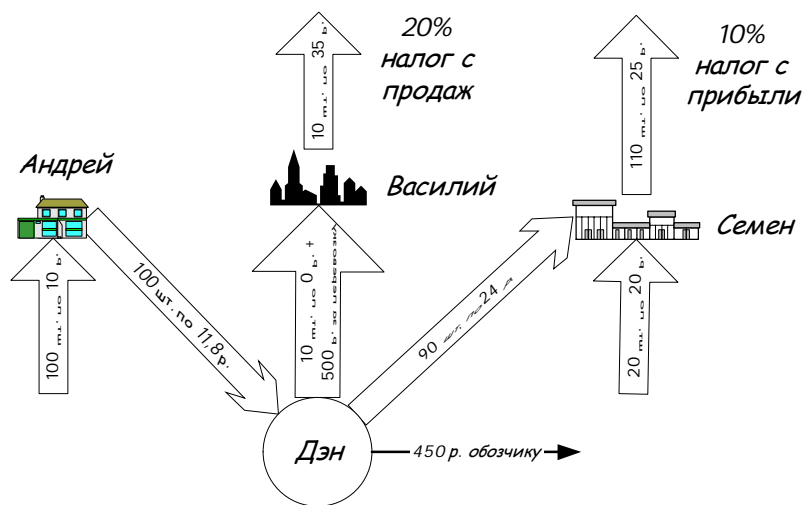 20%
налог с
продаж
10%
налог с
прибыли
10 шт. по 35 р.
110 шт. по 25 р.
Андрей
Василий
Семен
100 шт. по 10 р.
100 шт. по 11,8 р.
10 шт. по 0 р. +
500 р. за перевозку
90 шт. по 24 р.
20 шт. по 20 р.
Дэн
450 р. обозчику